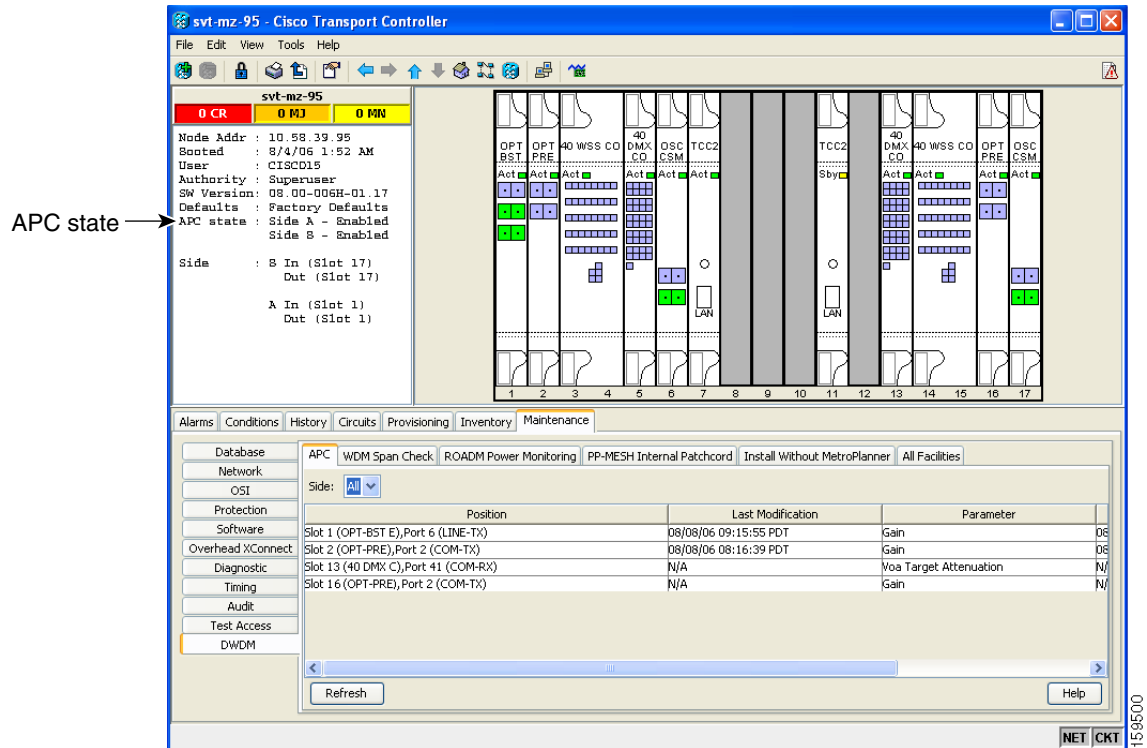 svt-mz-95 - Cisco Transport Controller
File Edit View Tools Help
svt-mz-95
0 CR 0 MJ 0 MN
Node Addr : 10.58.39.95
Booted : 8/4/06 1:52 AM
User : CISCO15
Authority : Superuser
SW Version: 08.00-006H-01.17
Defaults : Factory Defaults
APC state : Side A - Enabled
Side B - Enabled
Side : B In (Slot 17)
Out (Slot 17)
A In (Slot 1)
Out (Slot 1)
APC state
OPT BST
OPT PRE
40 WSS CO
40 DMX CO
OSC CSM
TCC2
TCC2
40 DMX CO
40 WSS CO
OPT PRE
OSC CSM
Act Act Act Act Act Act Sby Act Act Act Act
LAN LAN
1 2 3 4 5 6 7 8 9 10 11 12 13 14 15 16 17
Alarms Conditions History Circuits Provisioning Inventory Maintenance
Database
Network
OSI
Protection
Software
Overhead XConnect
Diagnostic
Timing
Audit
Test Access
DWDM
APC WDM Span Check ROADM Power Monitoring PP-MESH Internal Patchcord Install Without MetroPlanner All Facilities
Side: All
Position Last Modification Parameter
Slot 1 (OPT-BST E),Port 6 (LINE-TX) 08/08/06 09:15:55 PDT Gain 08
Slot 2 (OPT-PRE),Port 2 (COM-TX) 08/08/06 08:16:39 PDT Gain 08
Slot 13 (40 DMX C),Port 41 (COM-RX) N/A Voa Target Attenuation N/
Slot 16 (OPT-PRE),Port 2 (COM-TX) N/A Gain N/
Refresh Help
NET CKT
159500